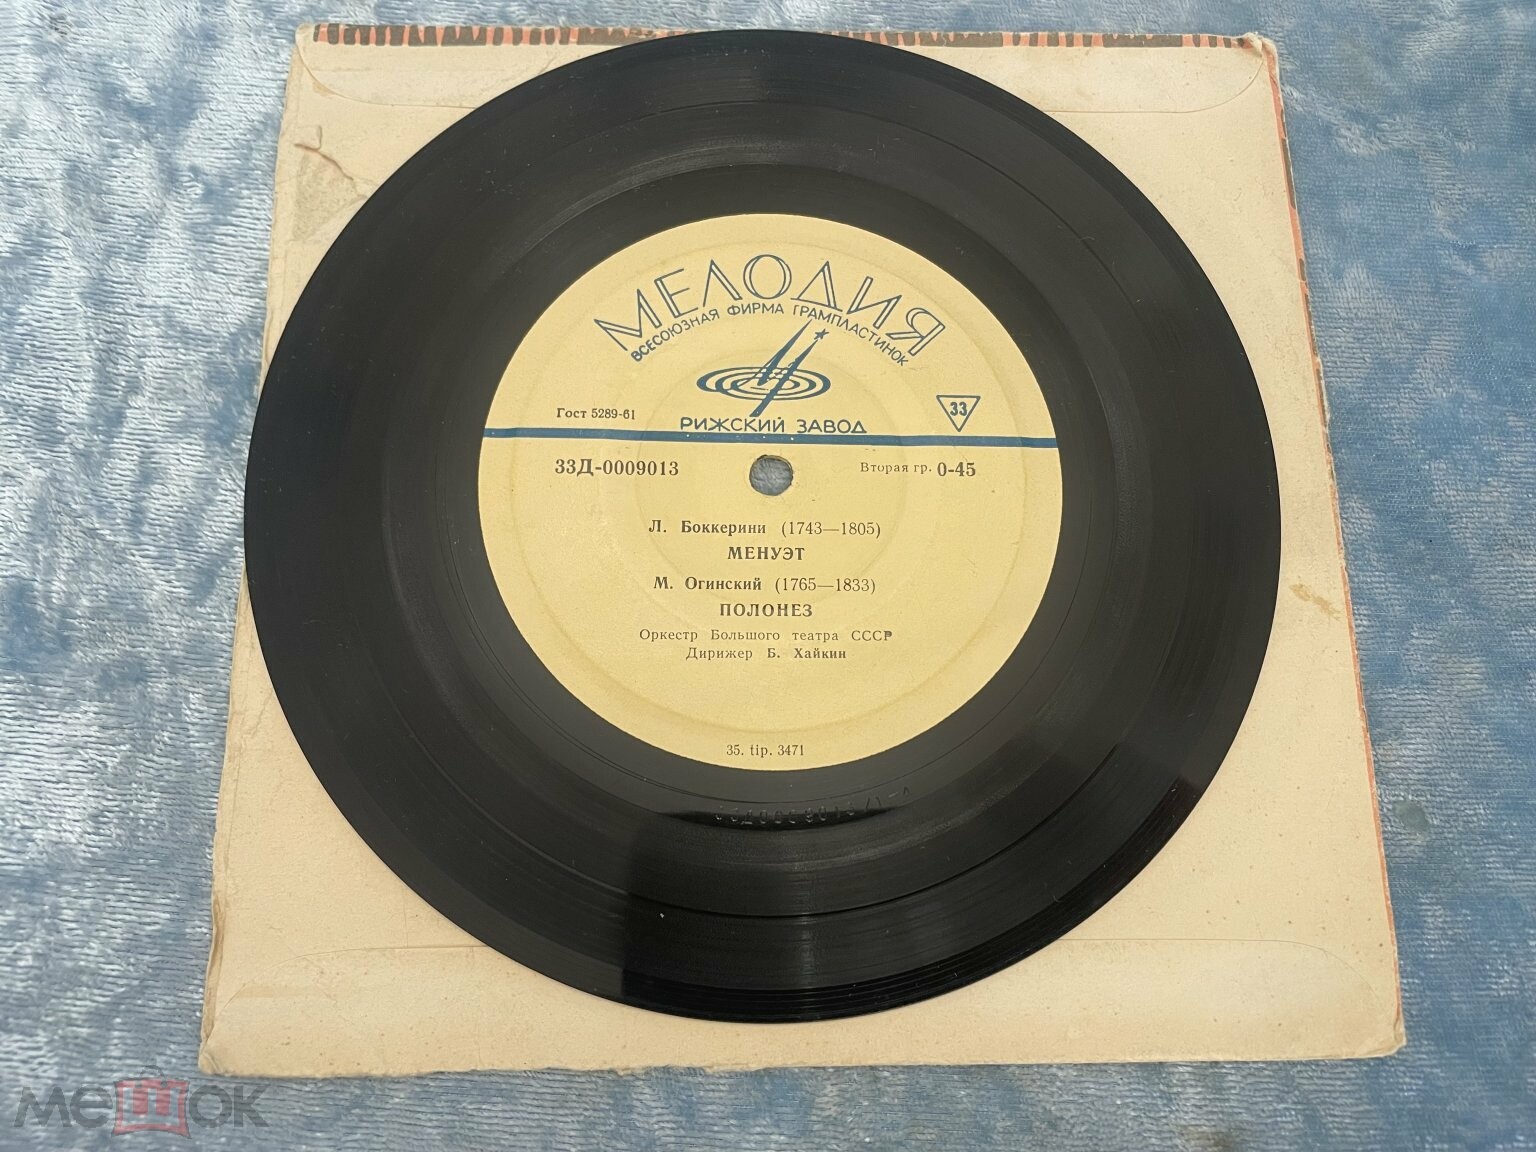 МЕЛОДИЯ
ВСЕСОЮЗНАЯ ФИРМА ГРАМПЛАСТИНОК
Гост 5289-61
33
РИЖСКИЙ ЗАВОД
33Д-0009013
Вторая гр. 0-45
Л. Боккерини (1743—1805)
МЕНУЭТ
М. Огинский (1765—1833)
ПОЛОНЕЗ
Оркестр Большого театра СССР
Дирижер Б. Хайкин
35. tip. 3471
мешок